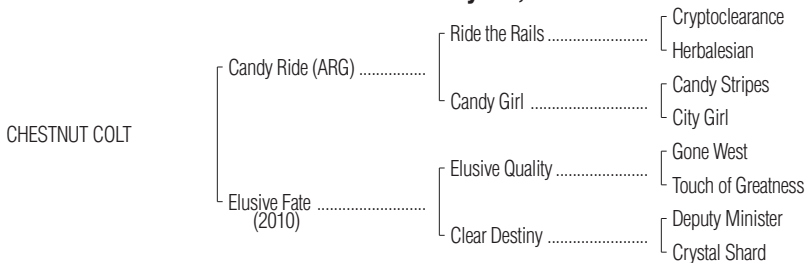 Cryptoclearance
Ride the Rails ......................
Herbalesian
Candy Ride (ARG) ................
Candy Stripes
Candy Girl ............................
City Girl
CHESTNUT COLT
Gone West
Elusive Quality ......................
Touch of Greatness
Elusive Fate ..........................
(2010)
Deputy Minister
Clear Destiny ........................
Crystal Shard